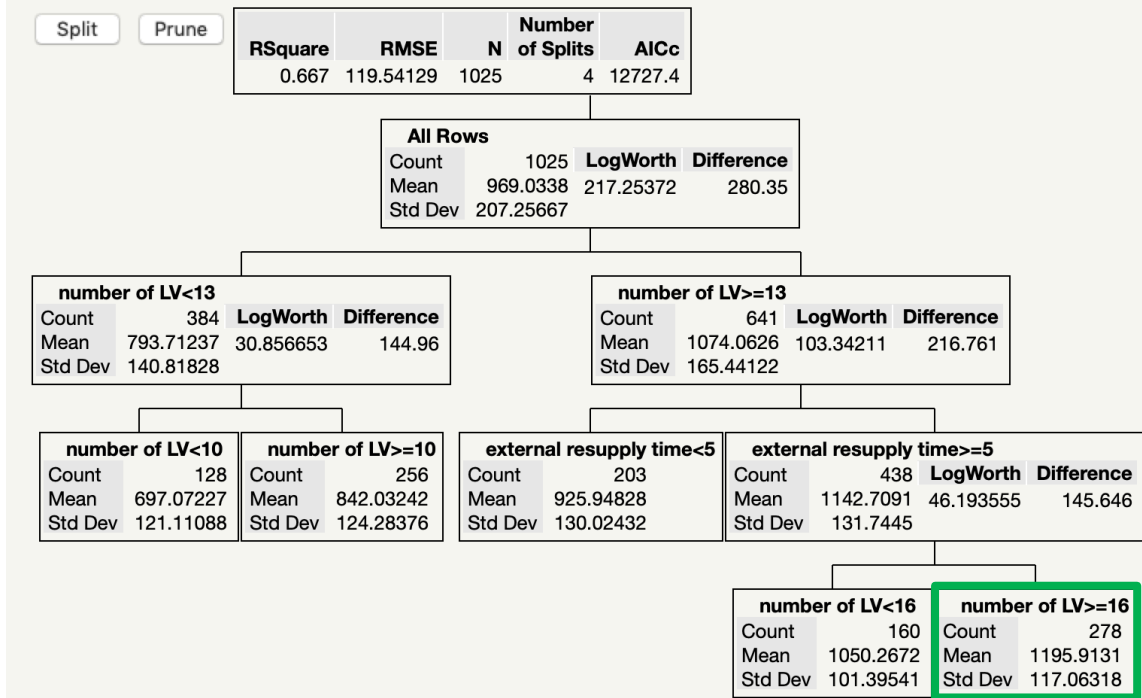 Split Prune
Number
RSquare RMSE N of Splits AICc
0.667 119.54129 1025 4 12727.4
All Rows
Count 1025 LogWorth Difference
Mean 969.0338 217.25372 280.35
Std Dev 207.25667
number of LV<13
Count 384 LogWorth Difference
Mean 793.71237 30.856653 144.96
Std Dev 140.81828
number of LV>=13
Count 641 LogWorth Difference
Mean 1074.0626 103.34211 216.761
Std Dev 165.44122
number of LV<10
Count 128
Mean 697.07227
Std Dev 121.11088
number of LV>=10
Count 256
Mean 842.03242
Std Dev 124.28376
external resupply time<5
Count 203
Mean 925.94828
Std Dev 130.02432
external resupply time>=5
Count 438 LogWorth Difference
Mean 1142.7091 46.193555 145.646
Std Dev 131.7445
number of LV<16
Count 160
Mean 1050.2672
Std Dev 101.39541
number of LV>=16
Count 278
Mean 1195.9131
Std Dev 117.06318